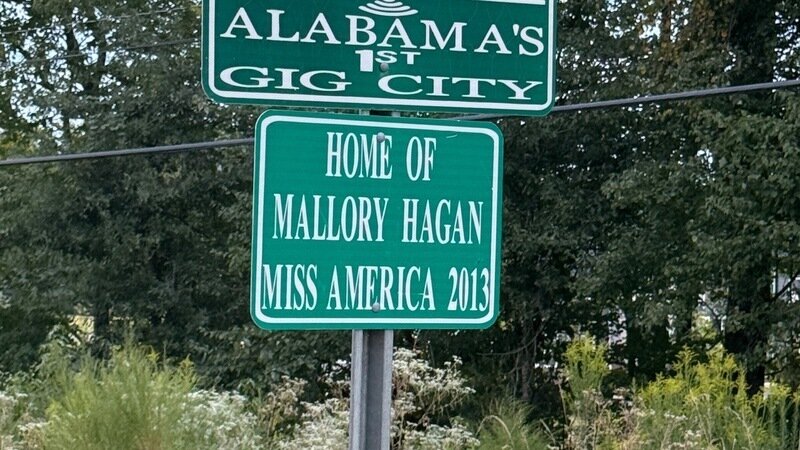 ALABAMA'S
1ST
GIG CITY
HOME OF
MALLORY HAGAN
MISS AMERICA 2013